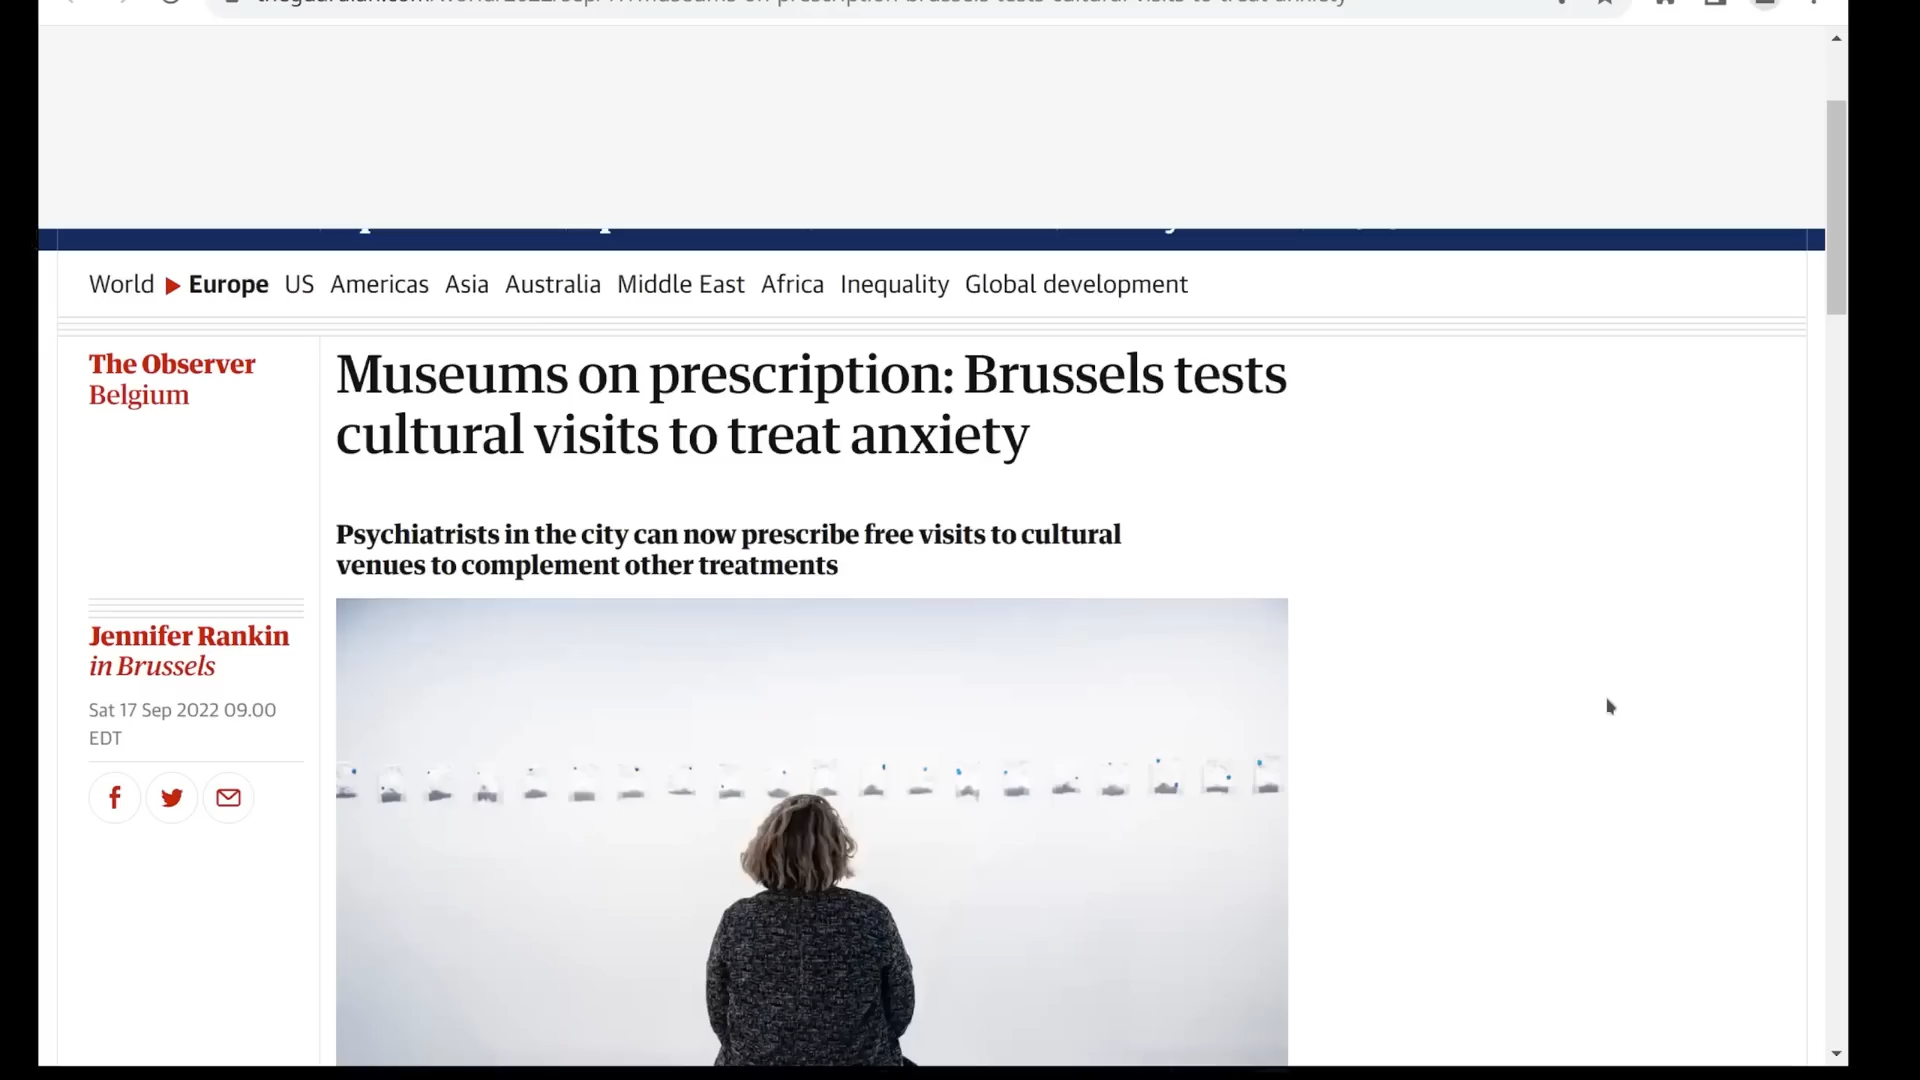 World Europe US Americas Asia Australia Middle East Africa Inequality Global development
The Observer
Belgium
Museums on prescription: Brussels tests
cultural visits to treat anxiety
Psychiatrists in the city can now prescribe free visits to cultural
venues to complement other treatments
Jennifer Rankin
in Brussels
Sat 17 Sep 2022 09.00
EDT